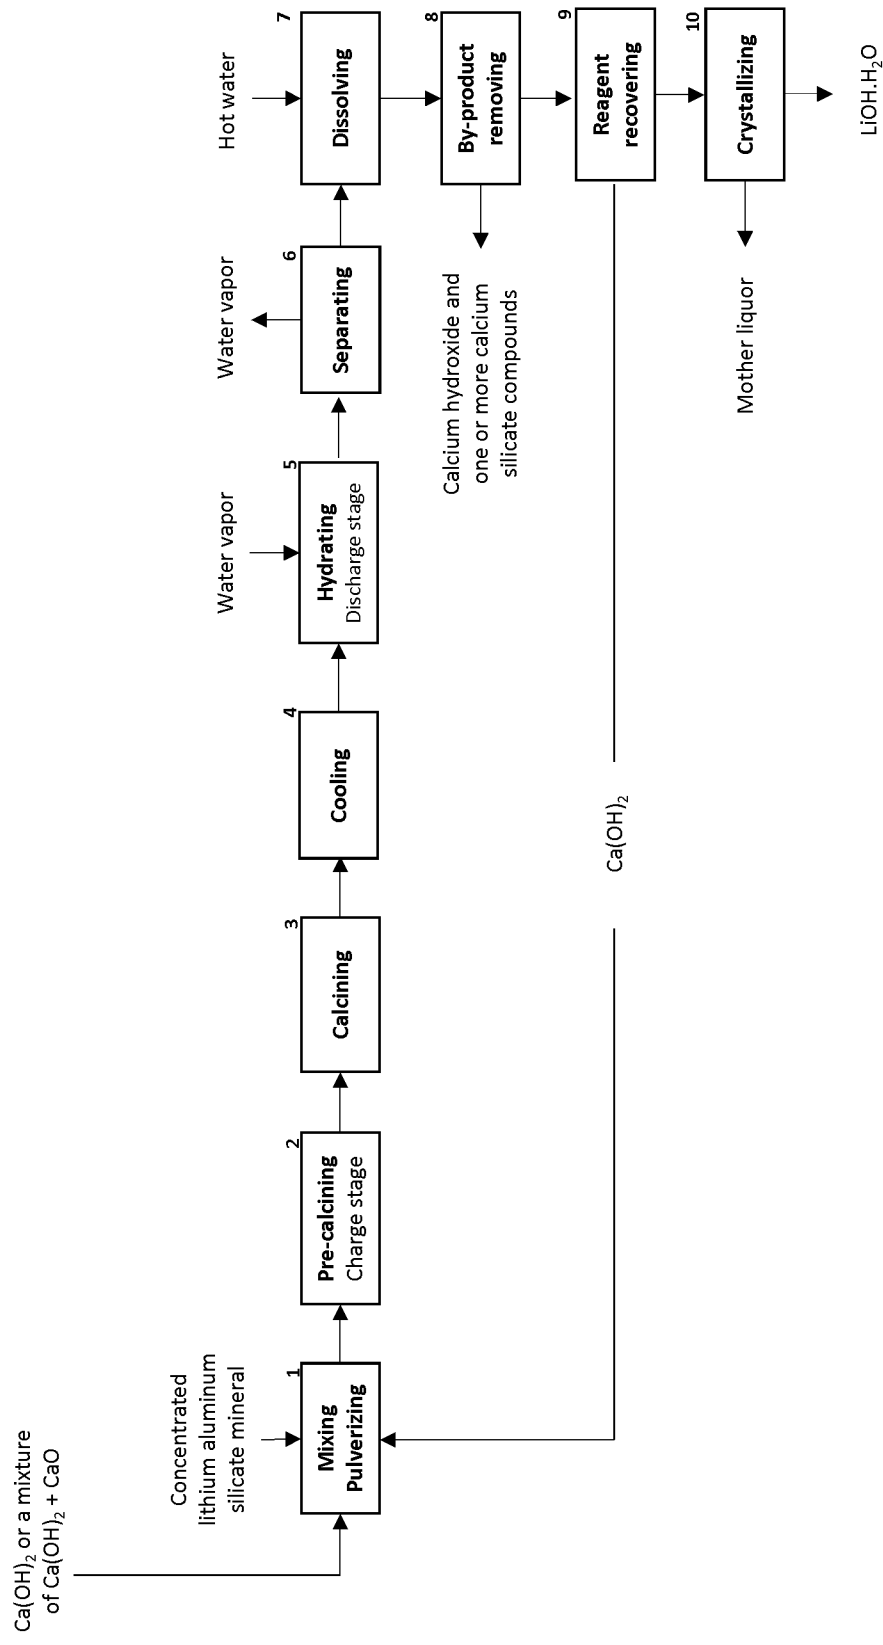 Ca(OH)₂ or a mixture
of Ca(OH)₂ + CaO
Concentrated
lithium aluminum
silicate mineral
1
Mixing
Pulverizing
2
Pre-calcining
Charge stage
3
Calcining
4
Cooling
Water vapor
5
Hydrating
Discharge stage
Water vapor
6
Separating
Hot water
7
Dissolving
8
By-product
removing
Calcium hydroxide and
one or more calcium
silicate compounds
9
Reagent
recovering
Ca(OH)₂
10
Crystallizing
Mother liquor
LiOH.H₂O